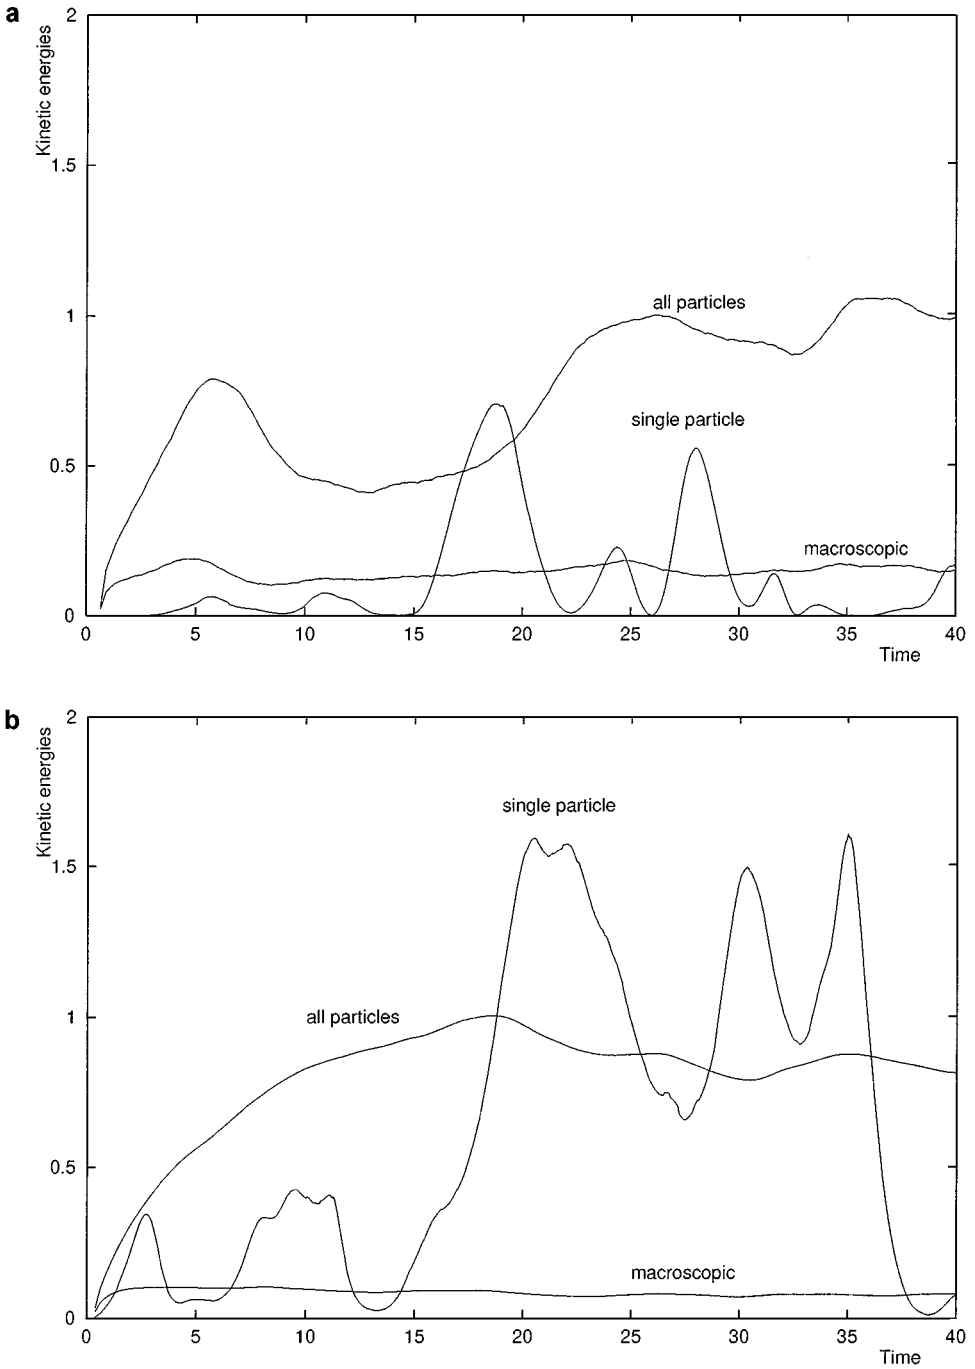 a
Kinetic energies
2
1.5
1
0.5
0
all particles
single particle
macroscopic
0 5 10 15 20 25 30 35 40
Time
b
Kinetic energies
2
1.5
1
0.5
0
single particle
all particles
macroscopic
0 5 10 15 20 25 30 35 40
Time